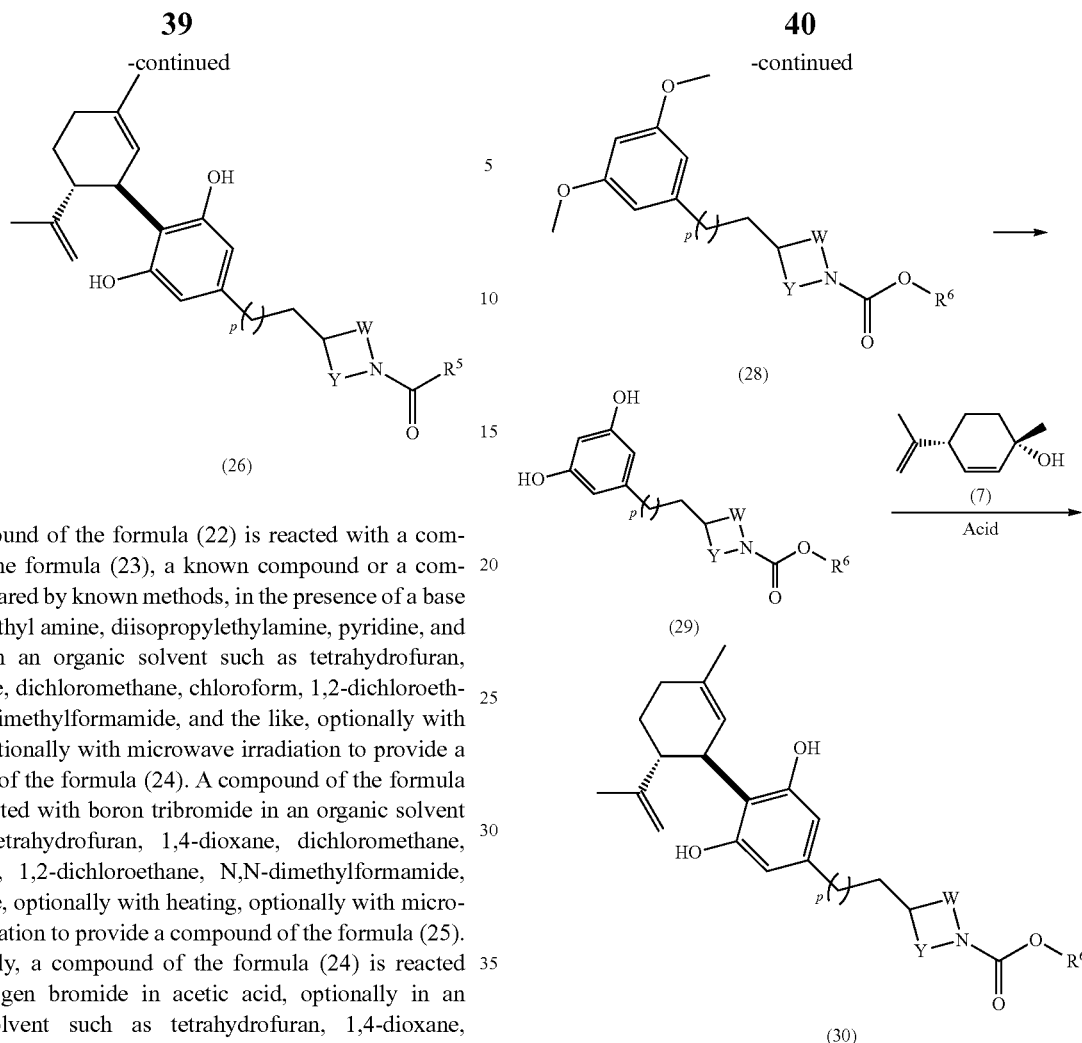 39
-continued
OH
HO
p
W
Y
N
R5
O
(26)
ound of the formula (22) is reacted with a com-
ne formula (23), a known compound or a com-
ared by known methods, in the presence of a base
thyl amine, diisopropylethylamine, pyridine, and
n an organic solvent such as tetrahydrofuran,
e, dichloromethane, chloroform, 1,2-dichloroeth-
imethylformamide, and the like, optionally with
tionally with microwave irradiation to provide a
of the formula (24). A compound of the formula
ted with boron tribromide in an organic solvent
etrahydrofuran, 1,4-dioxane, dichloromethane,
, 1,2-dichloroethane, N,N-dimethylformamide,
e, optionally with heating, optionally with micro-
ation to provide a compound of the formula (25).
ly, a compound of the formula (24) is reacted
gen bromide in acetic acid, optionally in an
olvent such as tetrahydrofuran, 1,4-dioxane,
5
10
15
20
25
30
35
40
-continued
O
O
p
W
Y
N
O
R6
O
(28)
OH
HO
p
W
Y
N
O
R6
O
(29)
OH
(7)
Acid
OH
HO
p
W
Y
N
O
R6
O
(30)